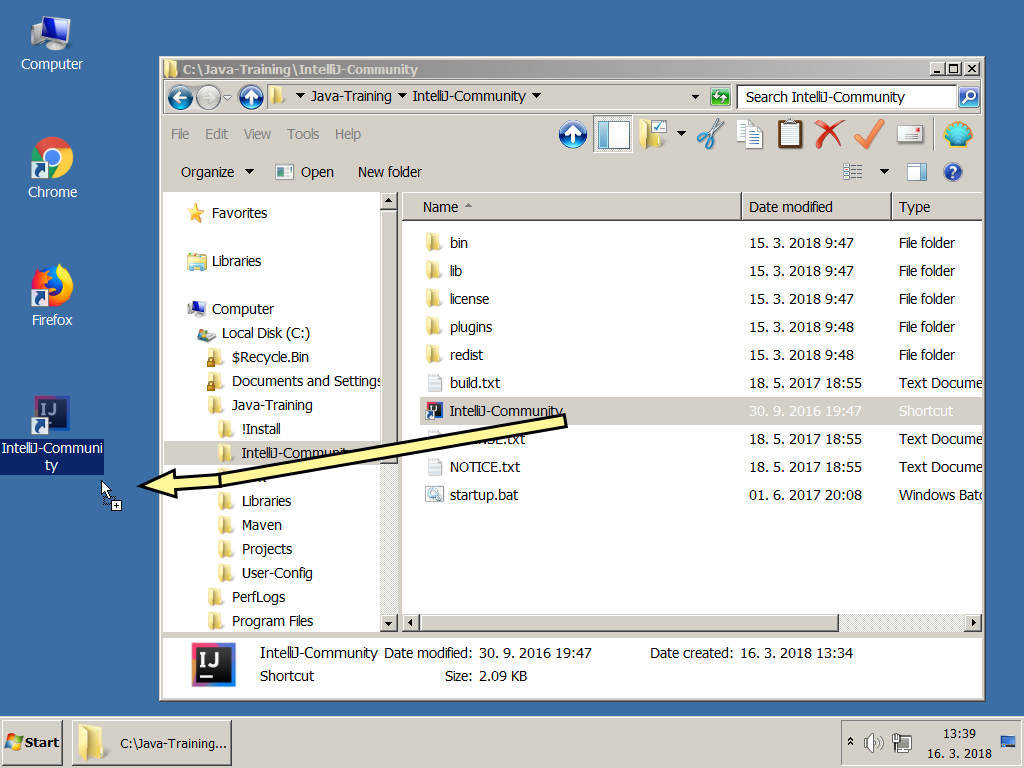 Computer
Chrome
Firefox
IntelliJ-Communi
ty
C:\Java-Training\IntelliJ-Community
Java-Training IntelliJ-Community
Search IntelliJ-Community
File Edit View Tools Help
Organize Open New folder
Favorites
Libraries
Computer
Local Disk (C:)
$Recycle.Bin
Documents and Settings
Java-Training
!Install
IntelliJ-Community
Libraries
Maven
Projects
User-Config
PerfLogs
Program Files
Name Date modified Type
bin 15. 3. 2018 9:47 File folder
lib 15. 3. 2018 9:47 File folder
license 15. 3. 2018 9:47 File folder
plugins 15. 3. 2018 9:48 File folder
redist 15. 3. 2018 9:48 File folder
build.txt 18. 5. 2017 18:55 Text Docume
IntelliJ-Community 30. 9. 2016 19:47 Shortcut
18. 5. 2017 18:55 Text Docume
NOTICE.txt 18. 5. 2017 18:55 Text Docume
startup.bat 01. 6. 2017 20:08 Windows Batc
IJ
IntelliJ-Community Date modified: 30. 9. 2016 19:47 Date created: 16. 3. 2018 13:34
Shortcut Size: 2.09 KB
Start C:\Java-Training...
13:39
16. 3. 2018